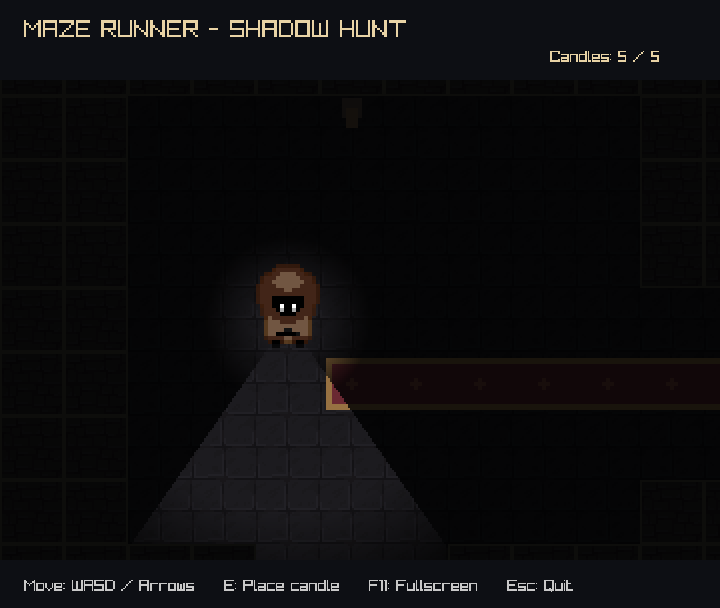 MAZE RUNNER - SHADOW HUNT
Candles: 5 / 5
Move: WASD / Arrows E: Place candle F11: Fullscreen Esc: Quit